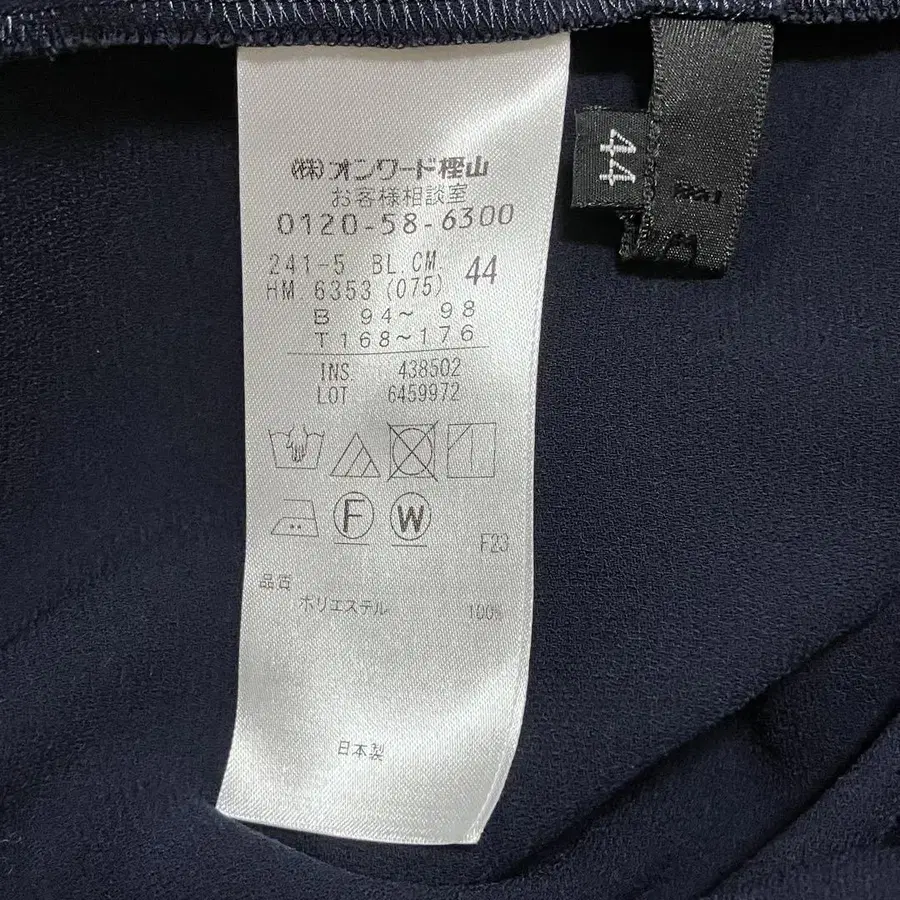 (株)オンワード樫山
お客様相談室
0120-58-6300
241-5 BL.CM. 44
HM 6353 (075)
B 94~ 98
T 168~176
INS. 438502
LOT 6459972
F
W
F23
品質
ポリエステル 100%
日本製
44